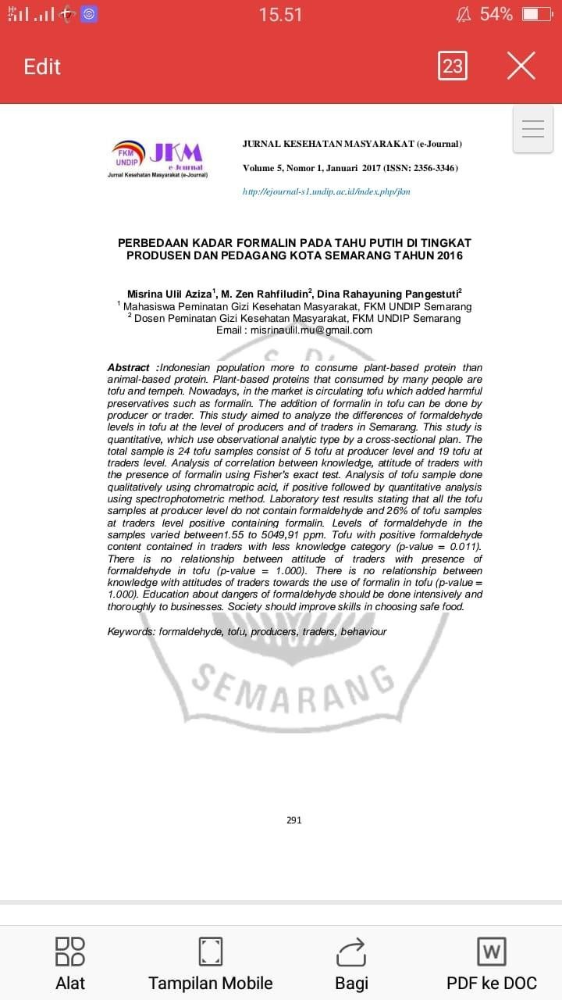 15.51
54%
Edit
23
FKM
UNDIP
JKM
e-Journal
Jurnal Kesehatan Masyarakat (e-Journal)
JURNAL KESEHATAN MASYARAKAT (e-Journal)
Volume 5, Nomor 1, Januari 2017 (ISSN: 2356-3346)
http://ejournal-s1.undip.ac.id/index.php/jkm
PERBEDAAN KADAR FORMALIN PADA TAHU PUTIH DI TINGKAT
PRODUSEN DAN PEDAGANG KOTA SEMARANG TAHUN 2016
Misrina Ulil Aziza¹, M. Zen Rahfiludin², Dina Rahayuning Pangestuti²
¹ Mahasiswa Peminatan Gizi Kesehatan Masyarakat, FKM UNDIP Semarang
² Dosen Peminatan Gizi Kesehatan Masyarakat, FKM UNDIP Semarang
Email : misrinaulil.mu@gmail.com
Abstract :Indonesian population more to consume plant-based protein than
animal-based protein. Plant-based proteins that consumed by many people are
tofu and tempeh. Nowadays, in the market is circulating tofu which added harmful
preservatives such as formalin. The addition of formalin in tofu can be done by
producer or trader. This study aimed to analyze the differences of formaldehyde
levels in tofu at the level of producers and of traders in Semarang. This study is
quantitative, which use observational analytic type by a cross-sectional plan. The
total sample is 24 tofu samples consist of 5 tofu at producer level and 19 tofu at
traders level. Analysis of correlation between knowledge, attitude of traders with
the presence of formalin using Fisher's exact test. Analysis of tofu sample done
qualitatively using chromatropic acid, if positive followed by quantitative analysis
using spectrophotometric method. Laboratory test results stating that all the tofu
samples at producer level do not contain formaldehyde and 26% of tofu samples
at traders level positive containing formalin. Levels of formaldehyde in the
samples varied between1.55 to 5049,91 ppm. Tofu with positive formaldehyde
content contained in traders with less knowledge category (p-value = 0.011).
There is no relationship between attitude of traders with presence of
formaldehyde in tofu (p-value = 1.000). There is no relationship between
knowledge with attitudes of traders towards the use of formalin in tofu (p-value =
1.000). Education about dangers of formaldehyde should be done intensively and
thoroughly to businesses. Society should improve skills in choosing safe food.
Keywords: formaldehyde, tofu, producers, traders, behaviour
SEMARANG
291
Alat
Tampilan Mobile
Bagi
W
PDF ke DOC